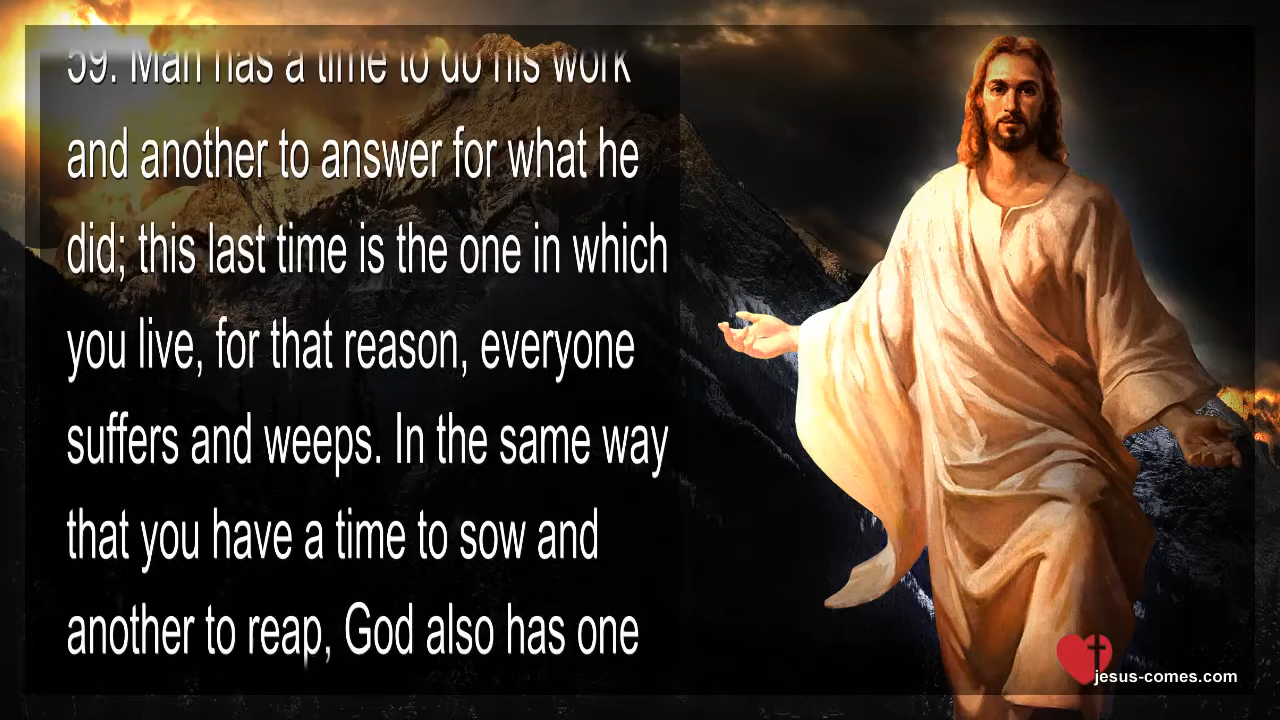 59. Man has a time to do his work
and another to answer for what he
did; this last time is the one in which
you live, for that reason, everyone
suffers and weeps. In the same way
that you have a time to sow and
another to reap, God also has one
jesus-comes.com